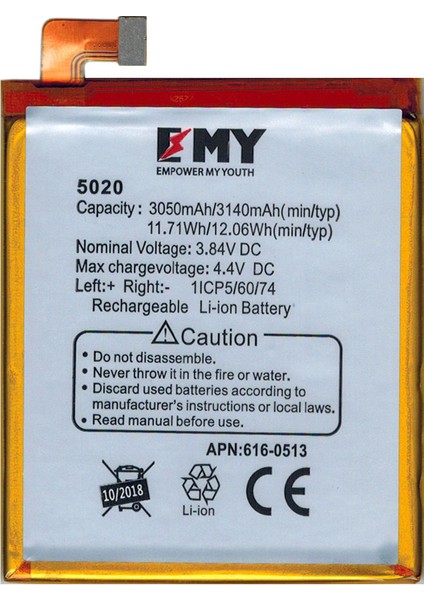 EMY
EMPOWER MY YOUTH
5020
Capacity : 3050mAh/3140mAh(min/typ)
11.71Wh/12.06Wh(min/typ)
Nominal Voltage: 3.84V DC
Max chargevoltage: 4.4V DC
Left:+ Right:- 1ICP5/60/74
Rechargeable Li-ion Battery
Caution
• Do not disassemble.
• Never throw it in the fire or water.
• Discard used batteries according to
manufacturer's instructions or local laws.
• Read manual before use.
APN:616-0513
10/2018
Li-ion